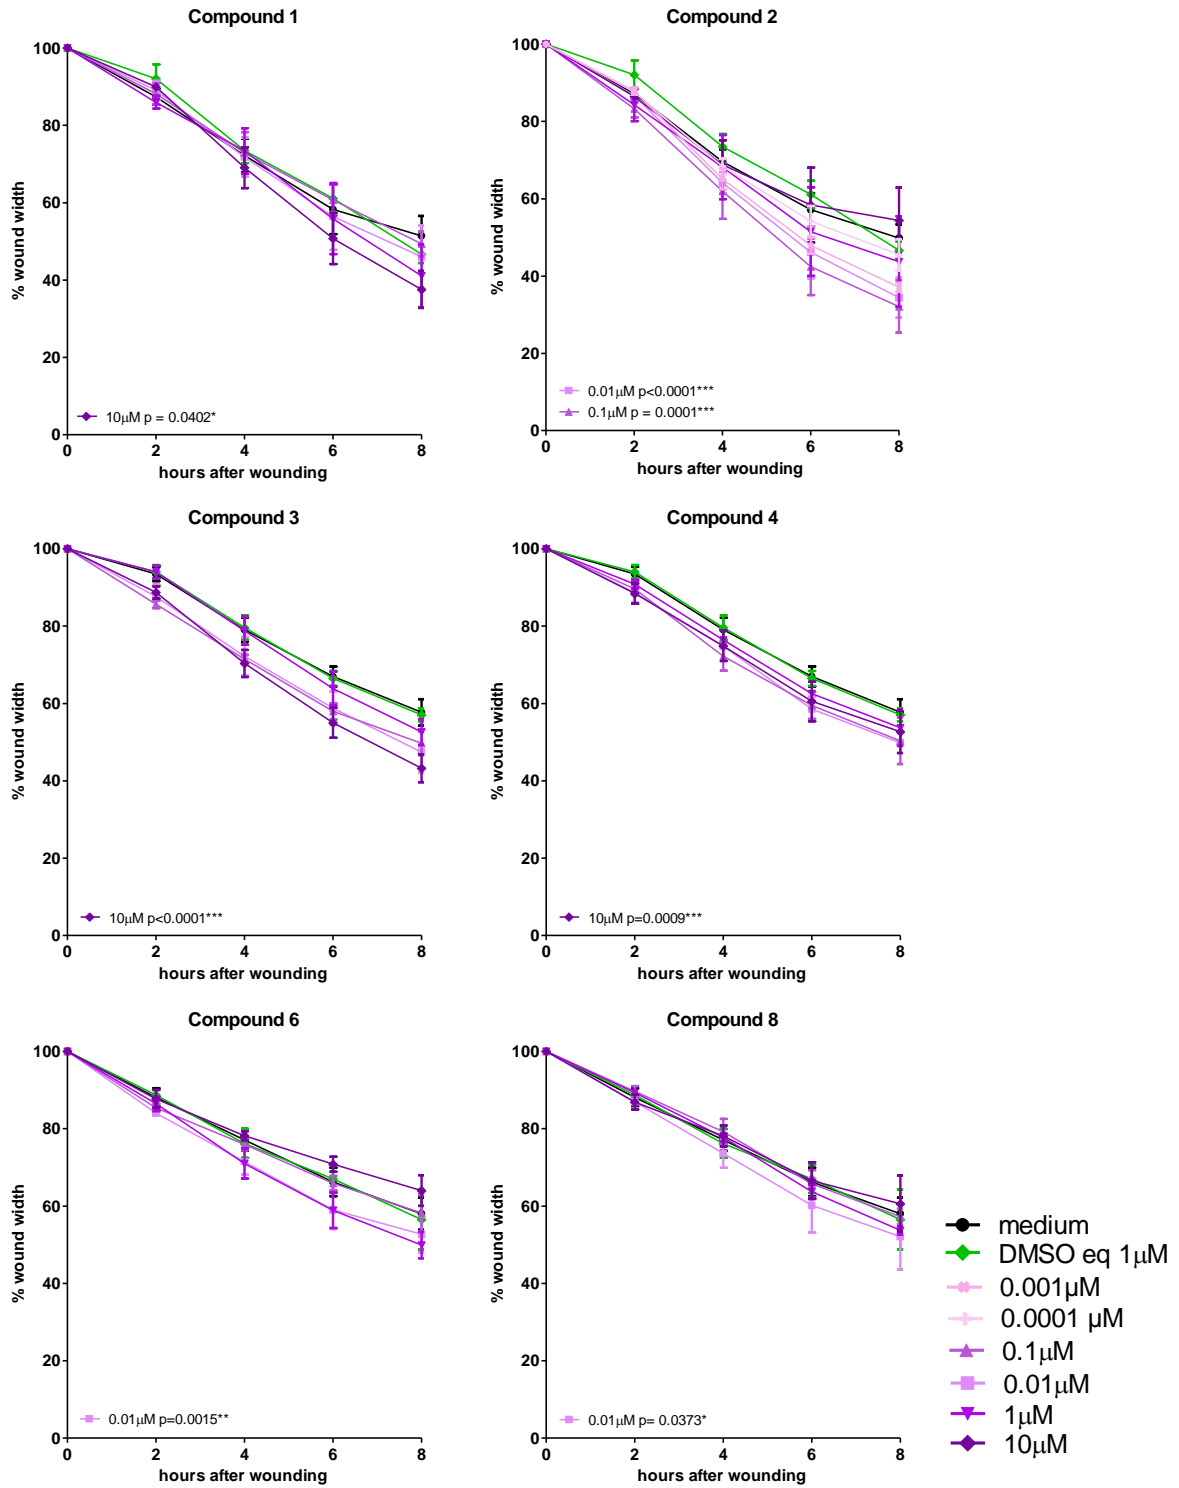 Compound 1
100
80
60
40
20
0
% wound width
10μM p = 0.0402*
0 2 4 6 8
hours after wounding
Compound 2
100
80
60
40
20
0
% wound width
0.01μM p<0.0001***
0.1μM p = 0.0001***
0 2 4 6 8
hours after wounding
Compound 3
100
80
60
40
20
0
% wound width
10μM p<0.0001***
0 2 4 6 8
hours after wounding
Compound 4
100
80
60
40
20
0
% wound width
10μM p=0.0009***
0 2 4 6 8
hours after wounding
Compound 6
100
80
60
40
20
0
% wound width
0.01μM p=0.0015**
0 2 4 6 8
hours after wounding
Compound 8
100
80
60
40
20
0
% wound width
0.01μM p= 0.0373*
0 2 4 6 8
hours after wounding
medium
DMSO eq 1μM
0.001μM
0.0001 μM
0.1μM
0.01μM
1μM
10μM